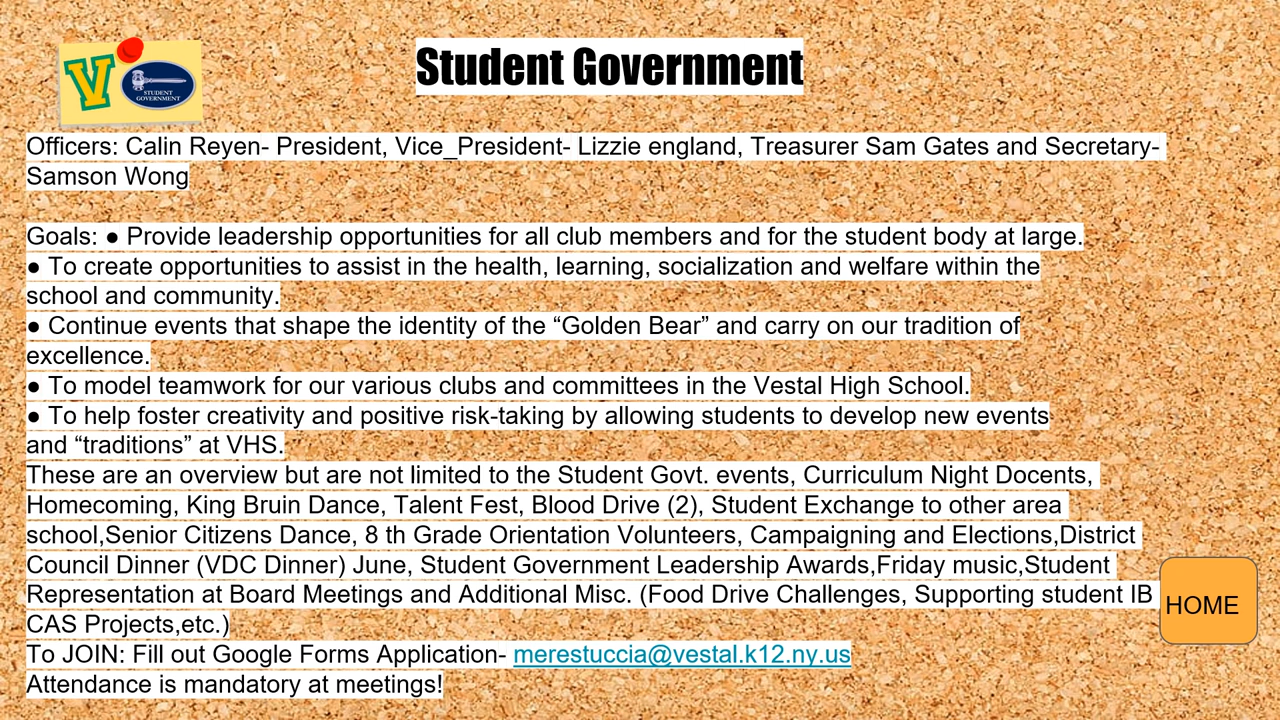 Student Government
V
STUDENT
GOVERNMENT
Officers: Calin Reyen- President, Vice_President- Lizzie england, Treasurer Sam Gates and Secretary-
Samson Wong
Goals: ● Provide leadership opportunities for all club members and for the student body at large.
● To create opportunities to assist in the health, learning, socialization and welfare within the
school and community.
● Continue events that shape the identity of the “Golden Bear” and carry on our tradition of
excellence.
● To model teamwork for our various clubs and committees in the Vestal High School.
● To help foster creativity and positive risk-taking by allowing students to develop new events
and “traditions” at VHS.
These are an overview but are not limited to the Student Govt. events, Curriculum Night Docents,
Homecoming, King Bruin Dance, Talent Fest, Blood Drive (2), Student Exchange to other area
school,Senior Citizens Dance, 8 th Grade Orientation Volunteers, Campaigning and Elections,District
Council Dinner (VDC Dinner) June, Student Government Leadership Awards,Friday music,Student
Representation at Board Meetings and Additional Misc. (Food Drive Challenges, Supporting student IB
CAS Projects,etc.)
To JOIN: Fill out Google Forms Application- merestuccia@vestal.k12.ny.us
Attendance is mandatory at meetings!
HOME